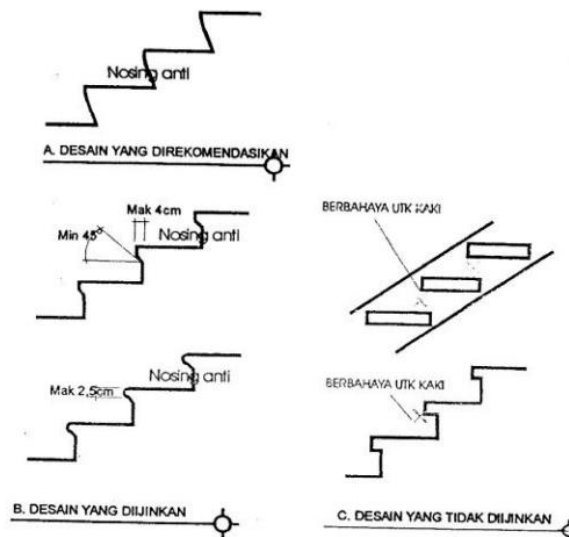 Nosing anti
A. DESAIN YANG DIREKOMENDASIKAN
Mak 4cm
Min 45°
Nosing anti
Nosing anti
Mak 2,5cm
B. DESAIN YANG DIIJINKAN
BERBAHAYA UTK KAKI
BERBAHAYA UTK KAKI
C. DESAIN YANG TIDAK DIIJINKAN